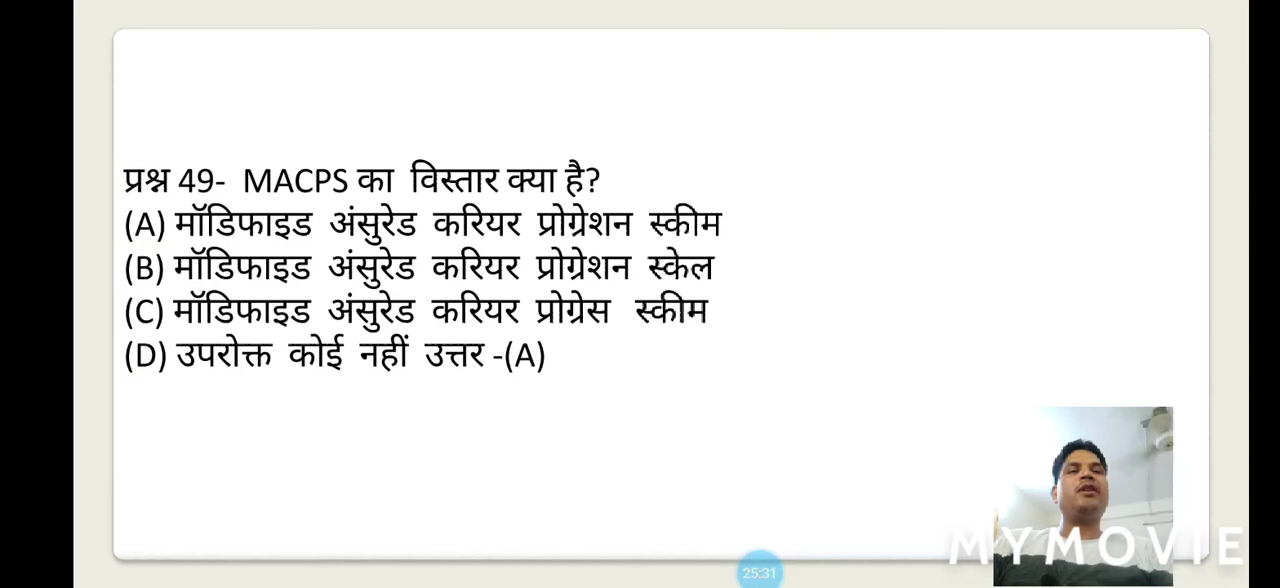 प्रश्न 49- MACPS का विस्तार क्या है?
(A) मॉडिफाइड अंसुरेड करियर प्रोग्रेशन स्कीम
(B) मॉडिफाइड अंसुरेड करियर प्रोग्रेशन स्केल
(C) मॉडिफाइड अंसुरेड करियर प्रोग्रेस स्कीम
(D) उपरोक्त कोई नहीं उत्तर -(A)
MYMOVIE
25:31